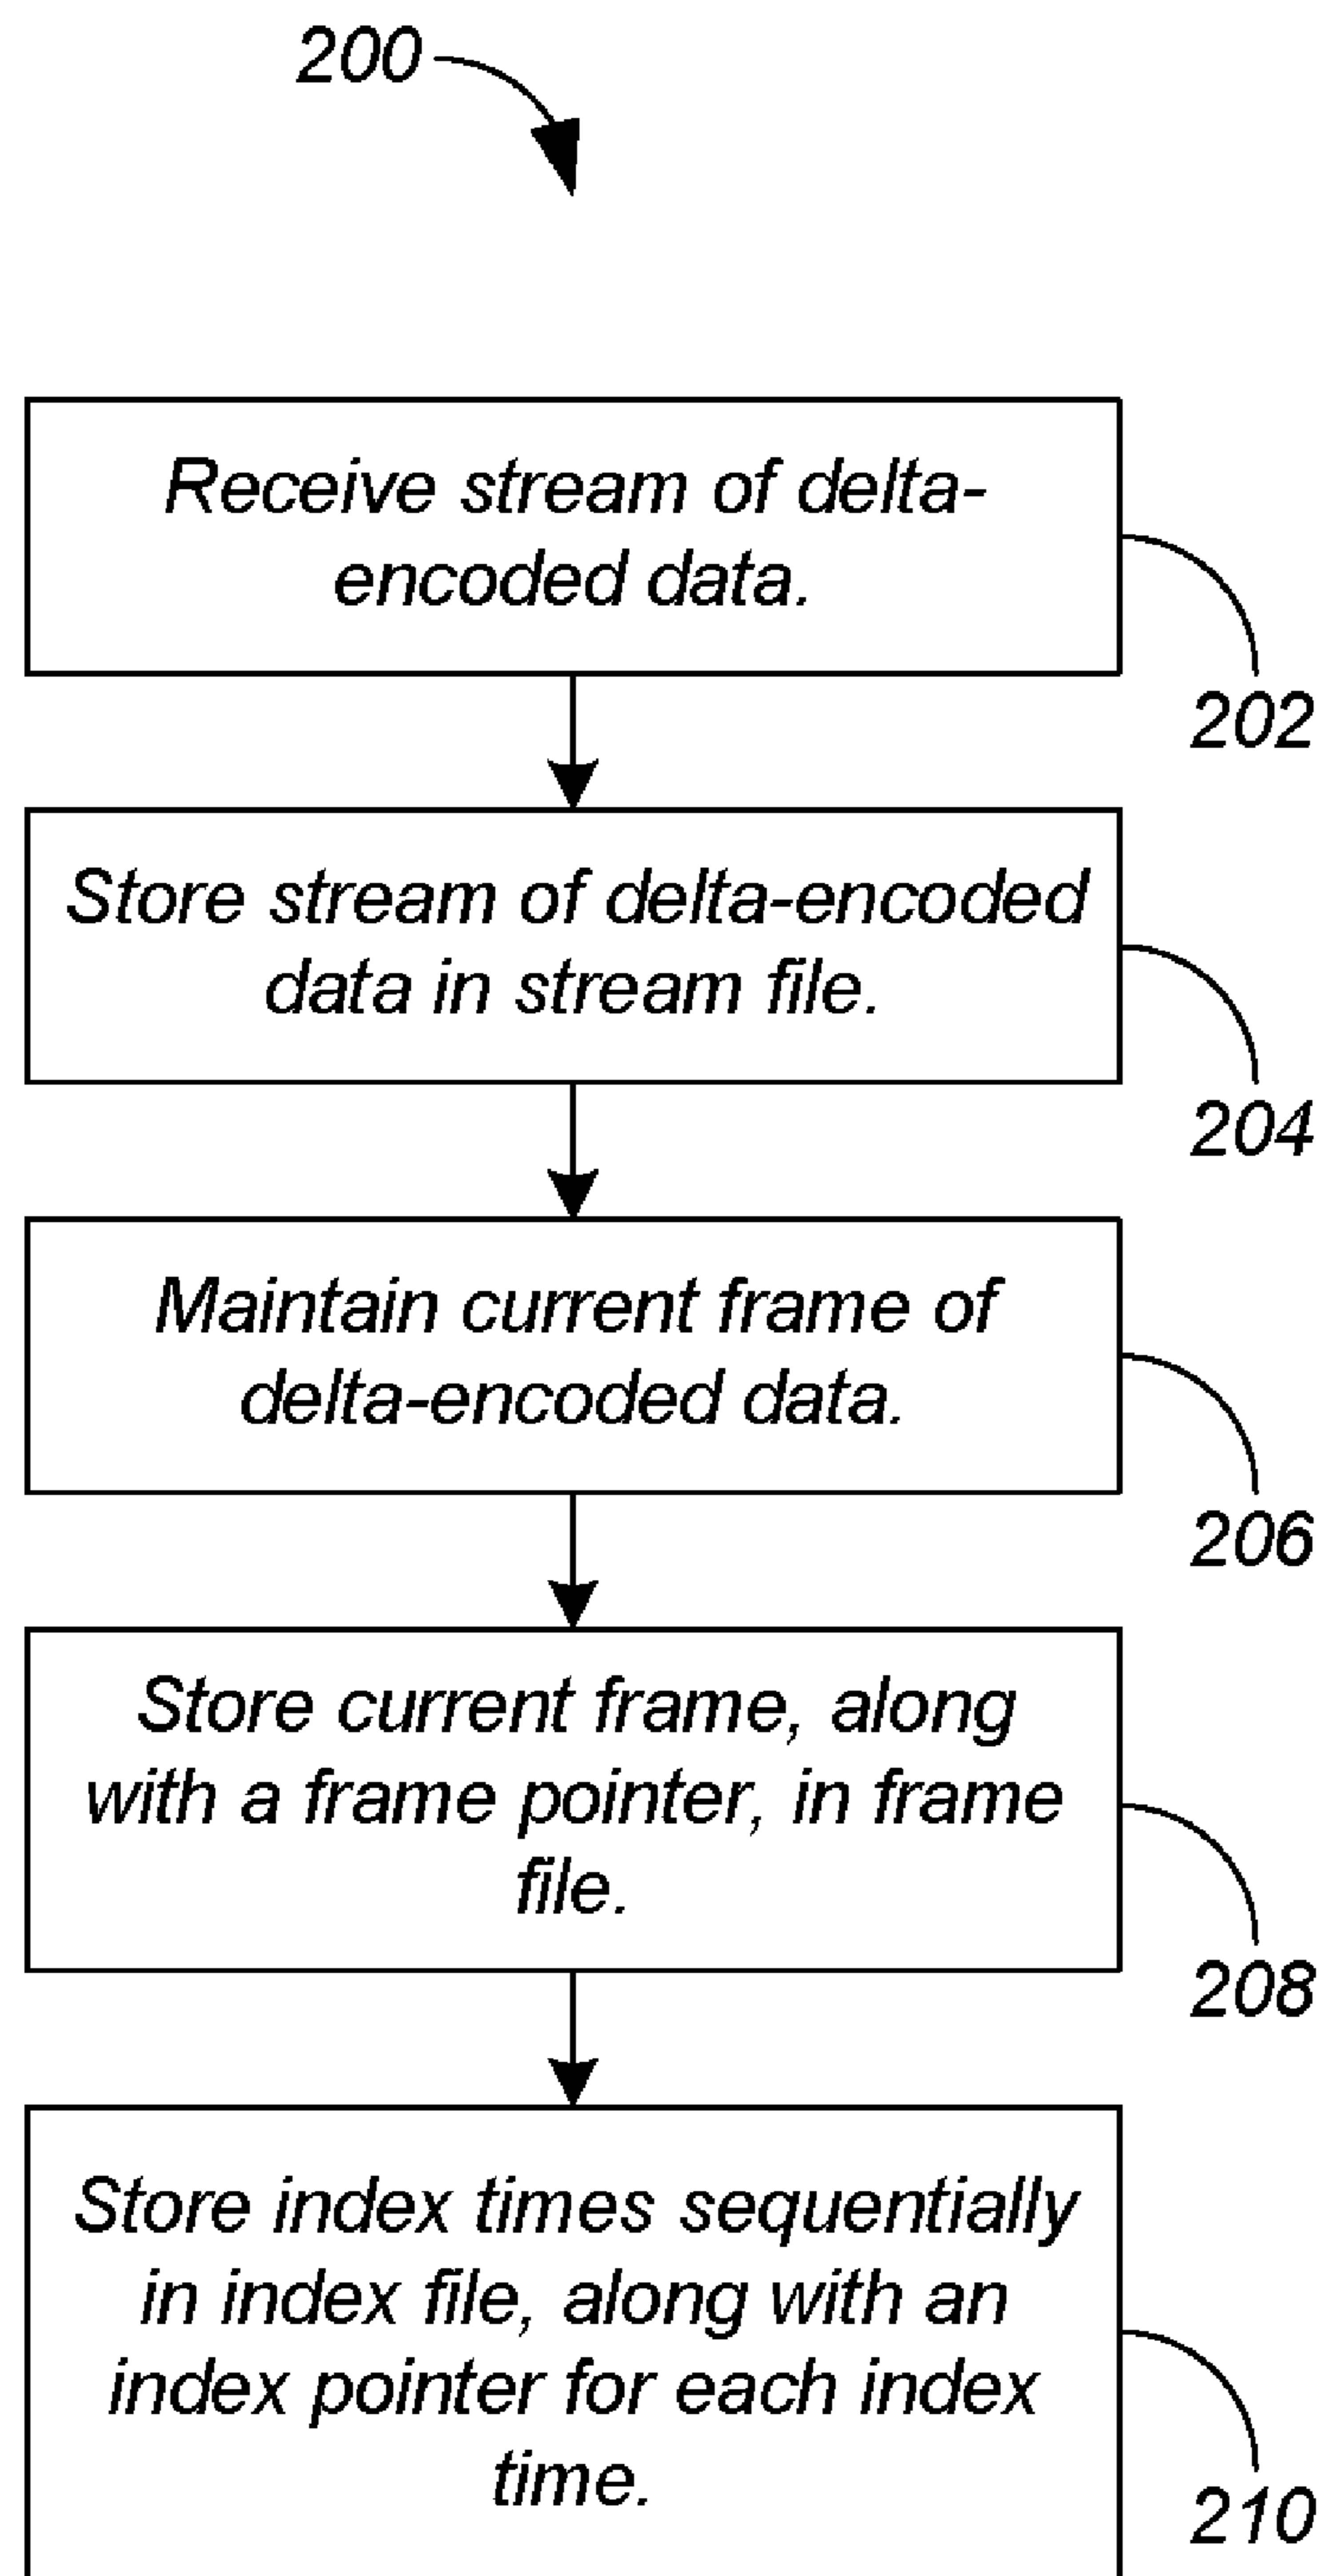 200
Receive stream of delta-
encoded data.
202
Store stream of delta-encoded
data in stream file.
204
Maintain current frame of
delta-encoded data.
206
Store current frame, along
with a frame pointer, in frame
file.
208
Store index times sequentially
in index file, along with an
index pointer for each index
time.
210